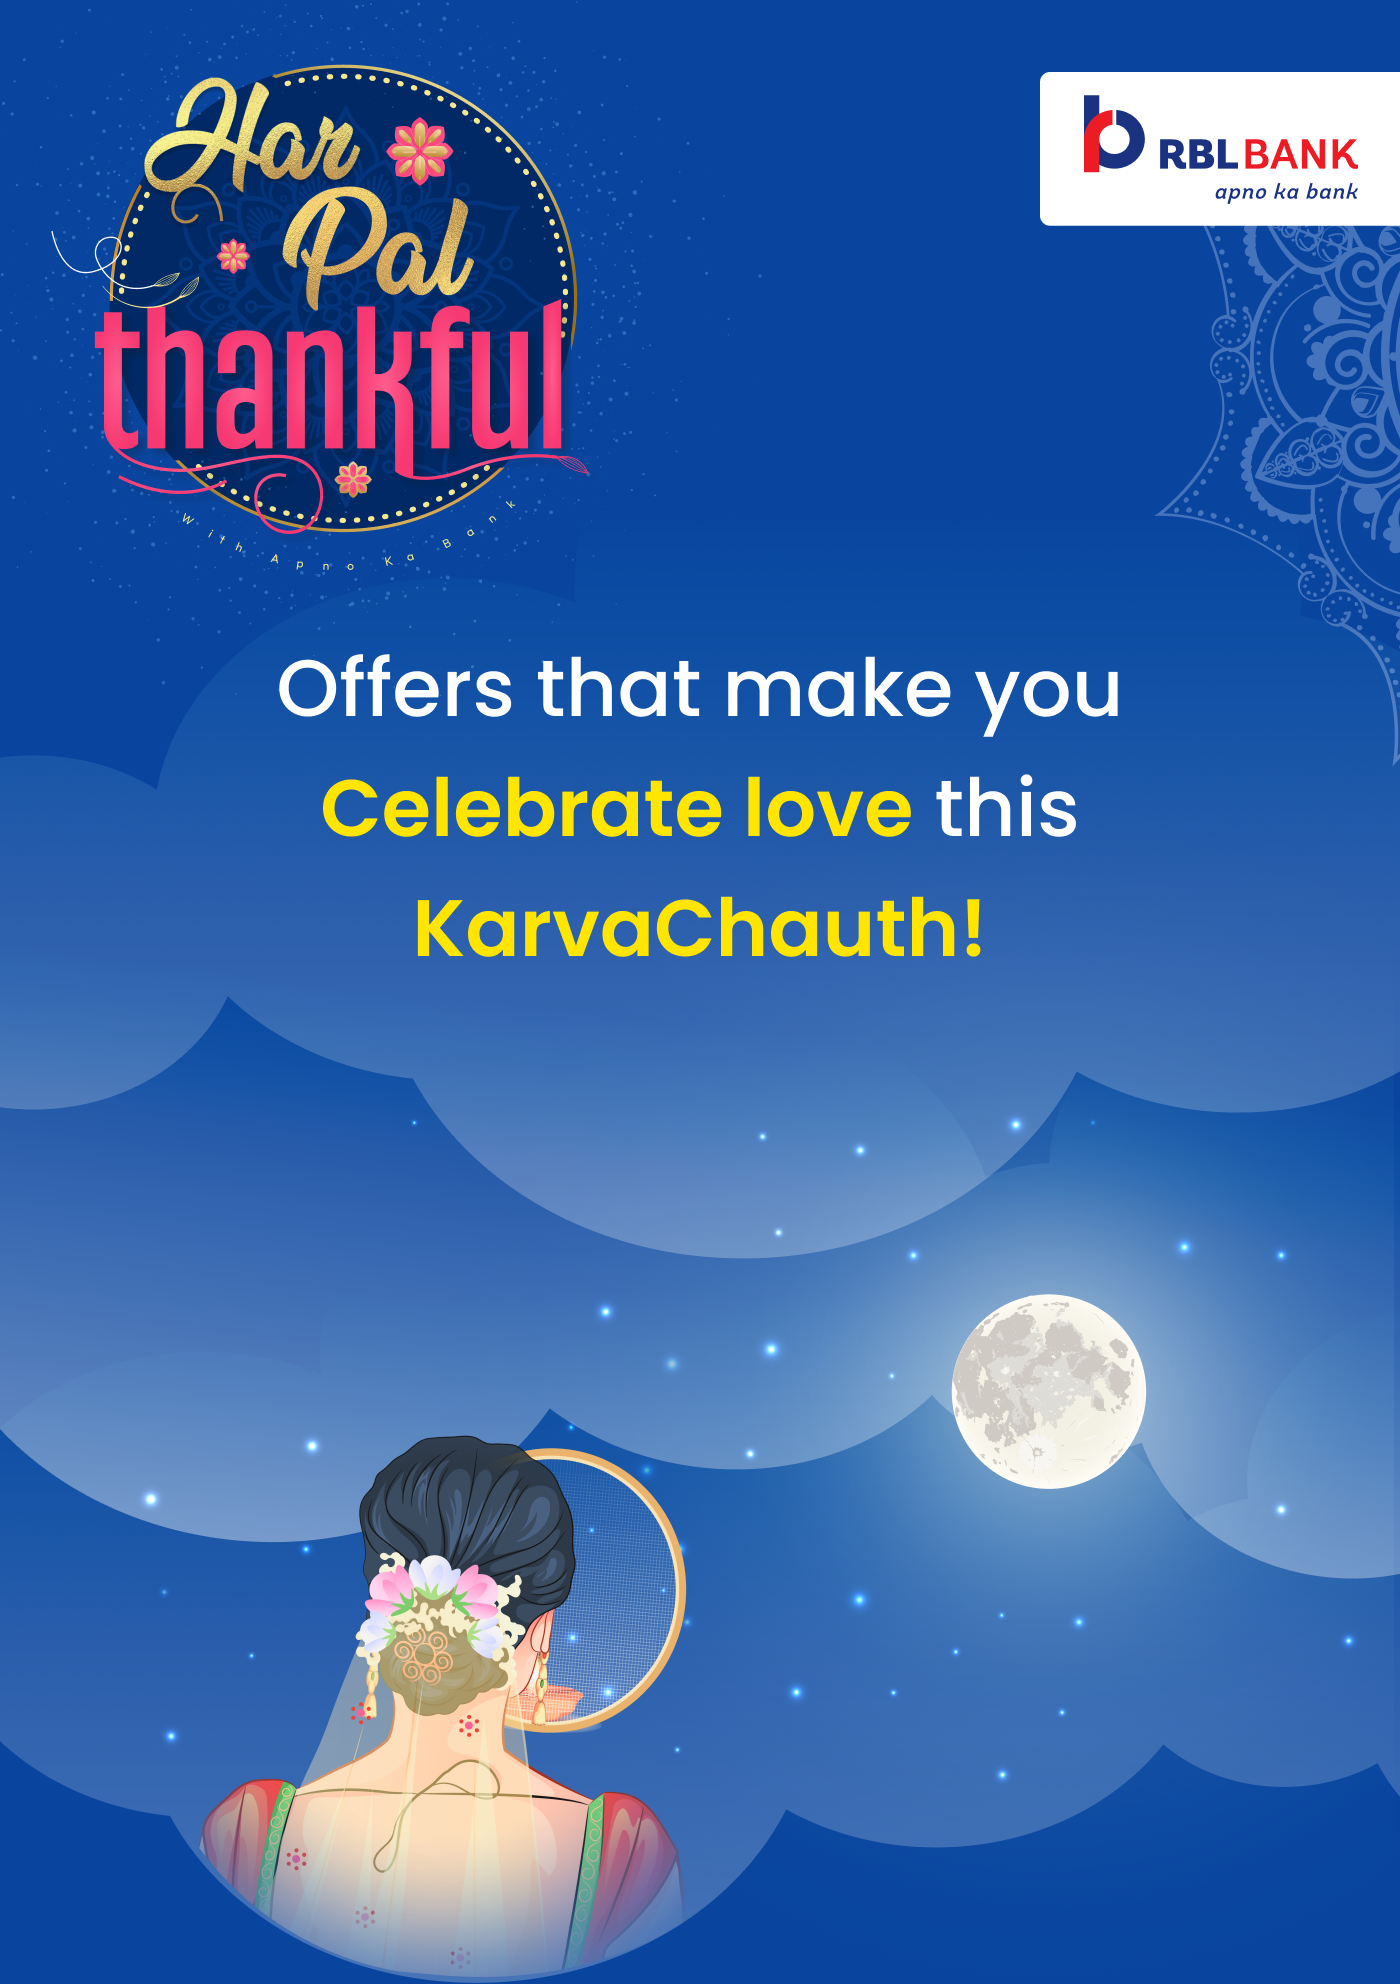 Har
Pal
thankful
With Apno Ka Bank
RBL BANK
apno ka bank
Offers that make you
Celebrate love this
KarvaChauth!